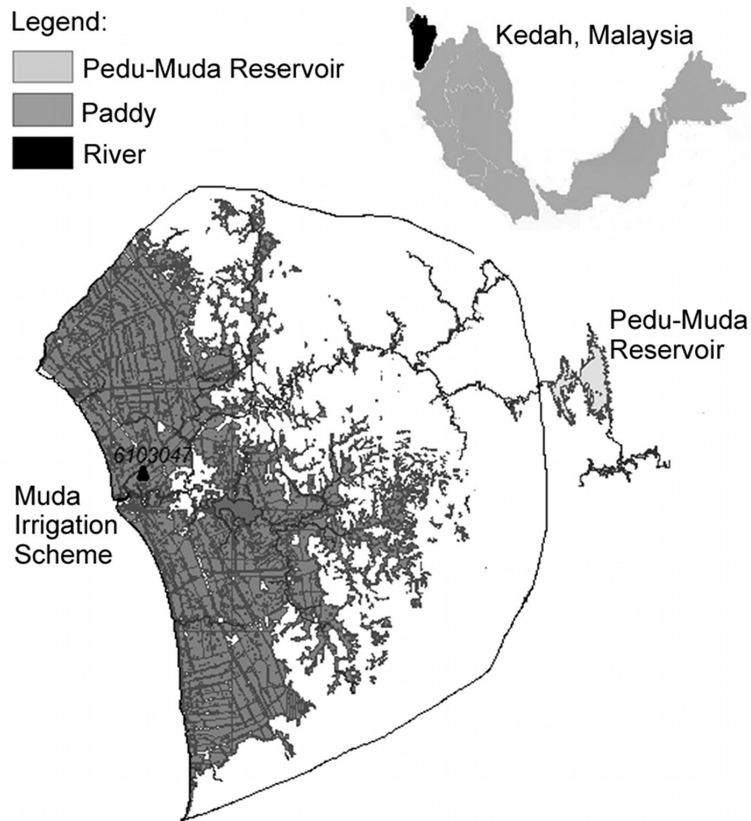 Legend:
Pedu-Muda Reservoir
Paddy
River
Kedah, Malaysia
Pedu-Muda
Reservoir
6103047
Muda
Irrigation
Scheme